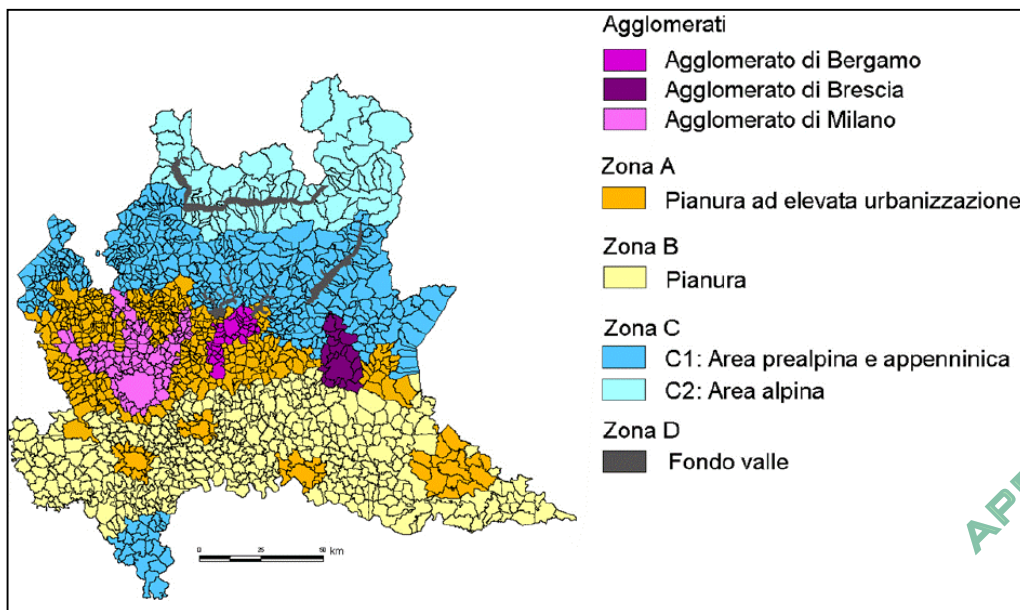 Agglomerati
Agglomerato di Bergamo
Agglomerato di Brescia
Agglomerato di Milano
Zona A
Pianura ad elevata urbanizzazione
Zona B
Pianura
Zona C
C1: Area prealpina e appenninica
C2: Area alpina
Zona D
Fondo valle
0 25 50 km